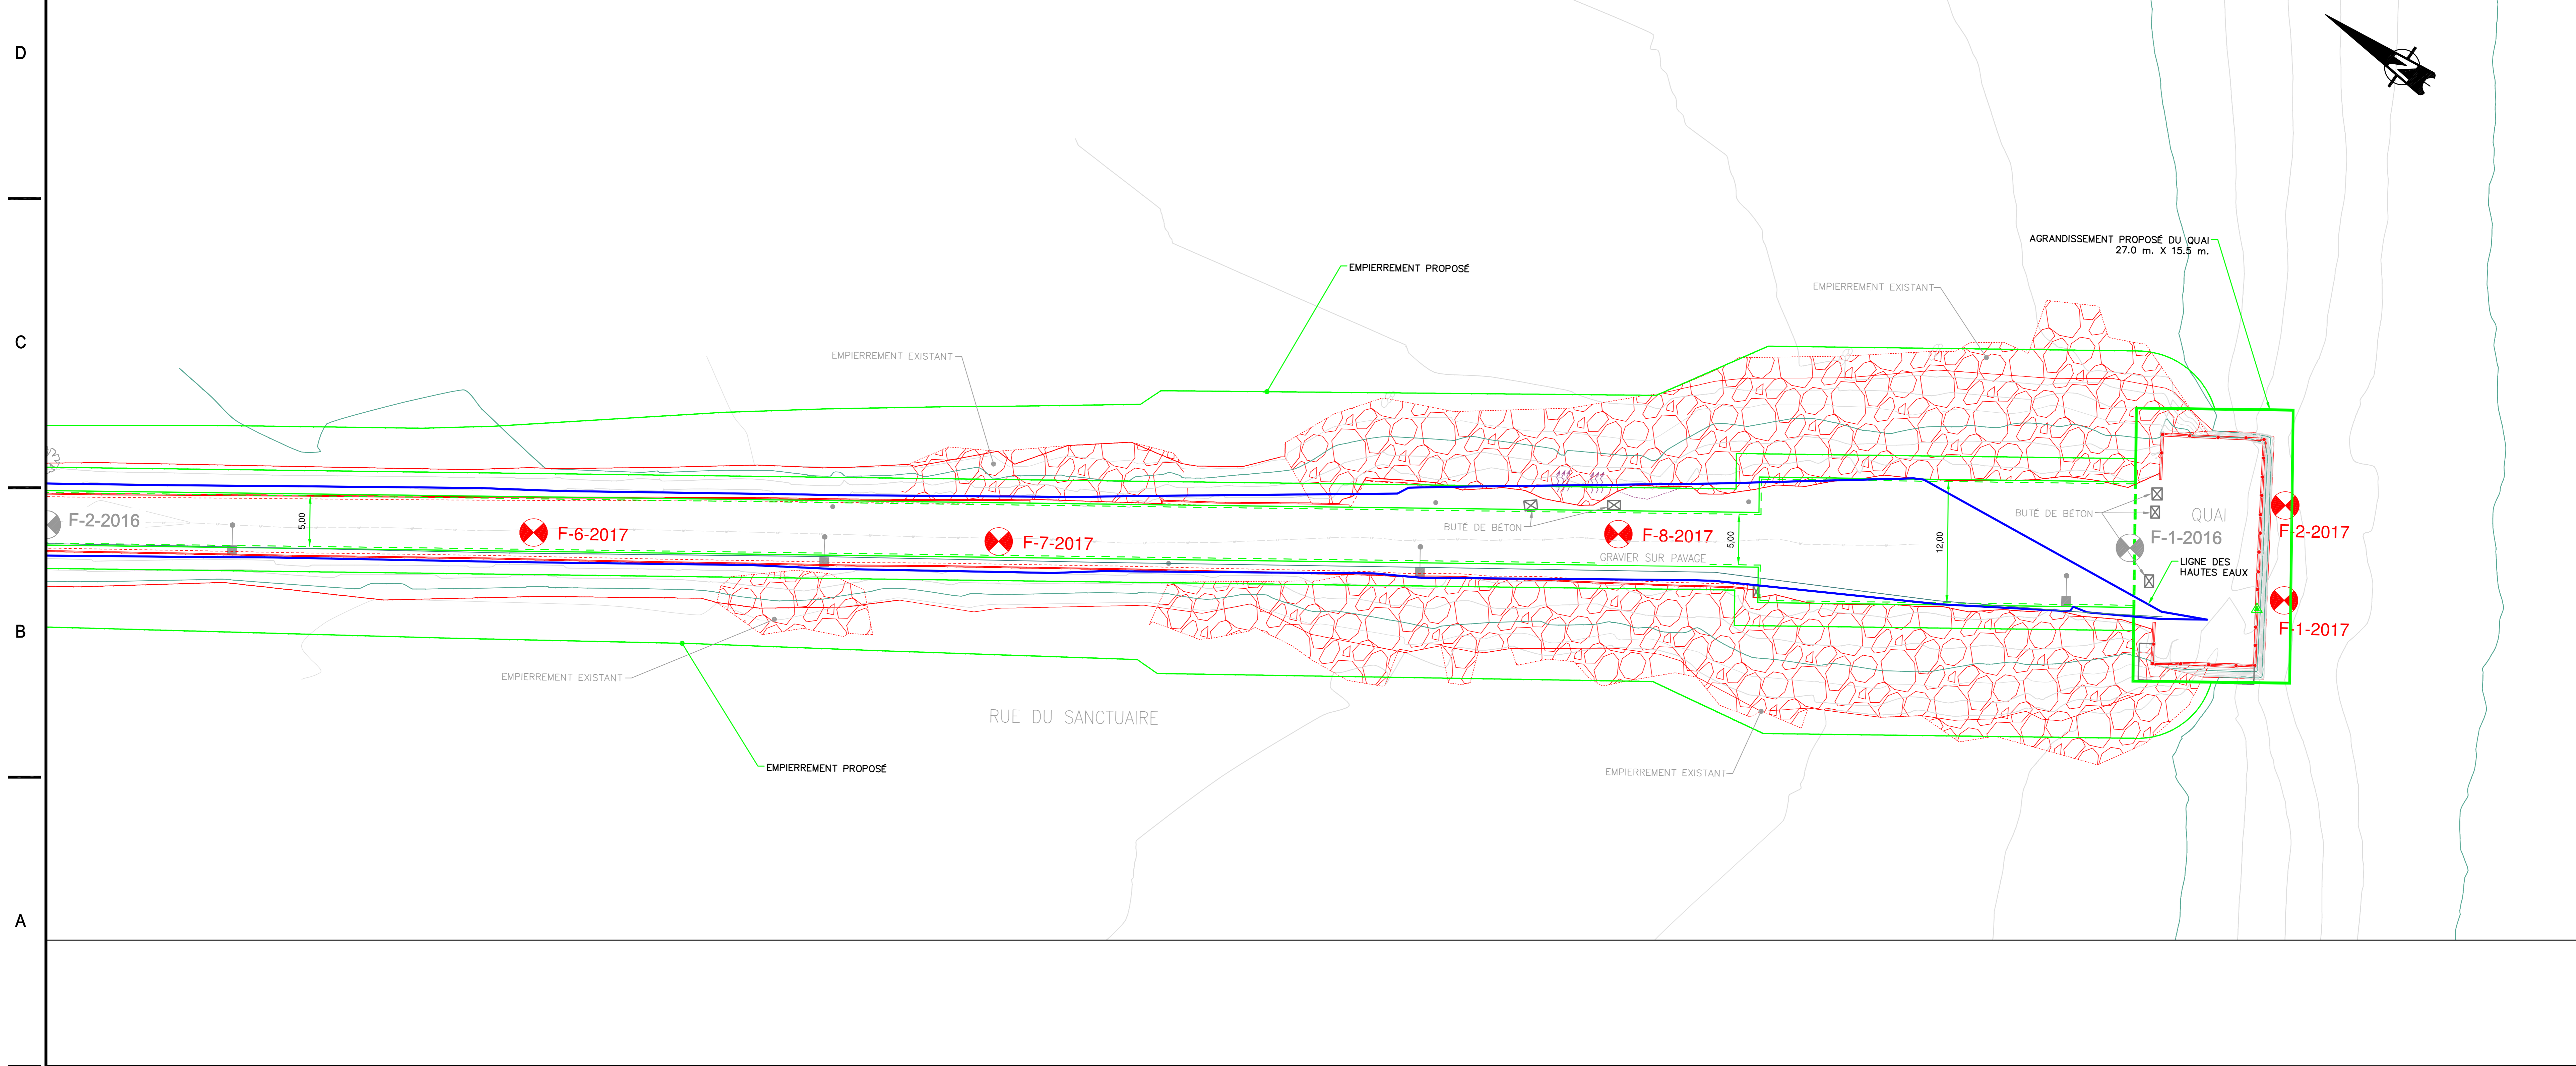 D
N
AGRANDISSEMENT PROPOSÉ DU QUAI
27.0 m. X 15.5 m.
EMPIERREMENT PROPOSÉ
EMPIERREMENT EXISTANT
C
EMPIERREMENT EXISTANT
F-2-2016
5,00
F-6-2017
F-7-2017
BUTÉ DE BÉTON
F-8-2017
GRAVIER SUR PAVAGE
5,00
12,00
BUTÉ DE BÉTON
QUAI
F-1-2016
F-2-2017
LIGNE DES
HAUTES EAUX
B
F-1-2017
EMPIERREMENT EXISTANT
RUE DU SANCTUAIRE
EMPIERREMENT PROPOSÉ
EMPIERREMENT EXISTANT
A